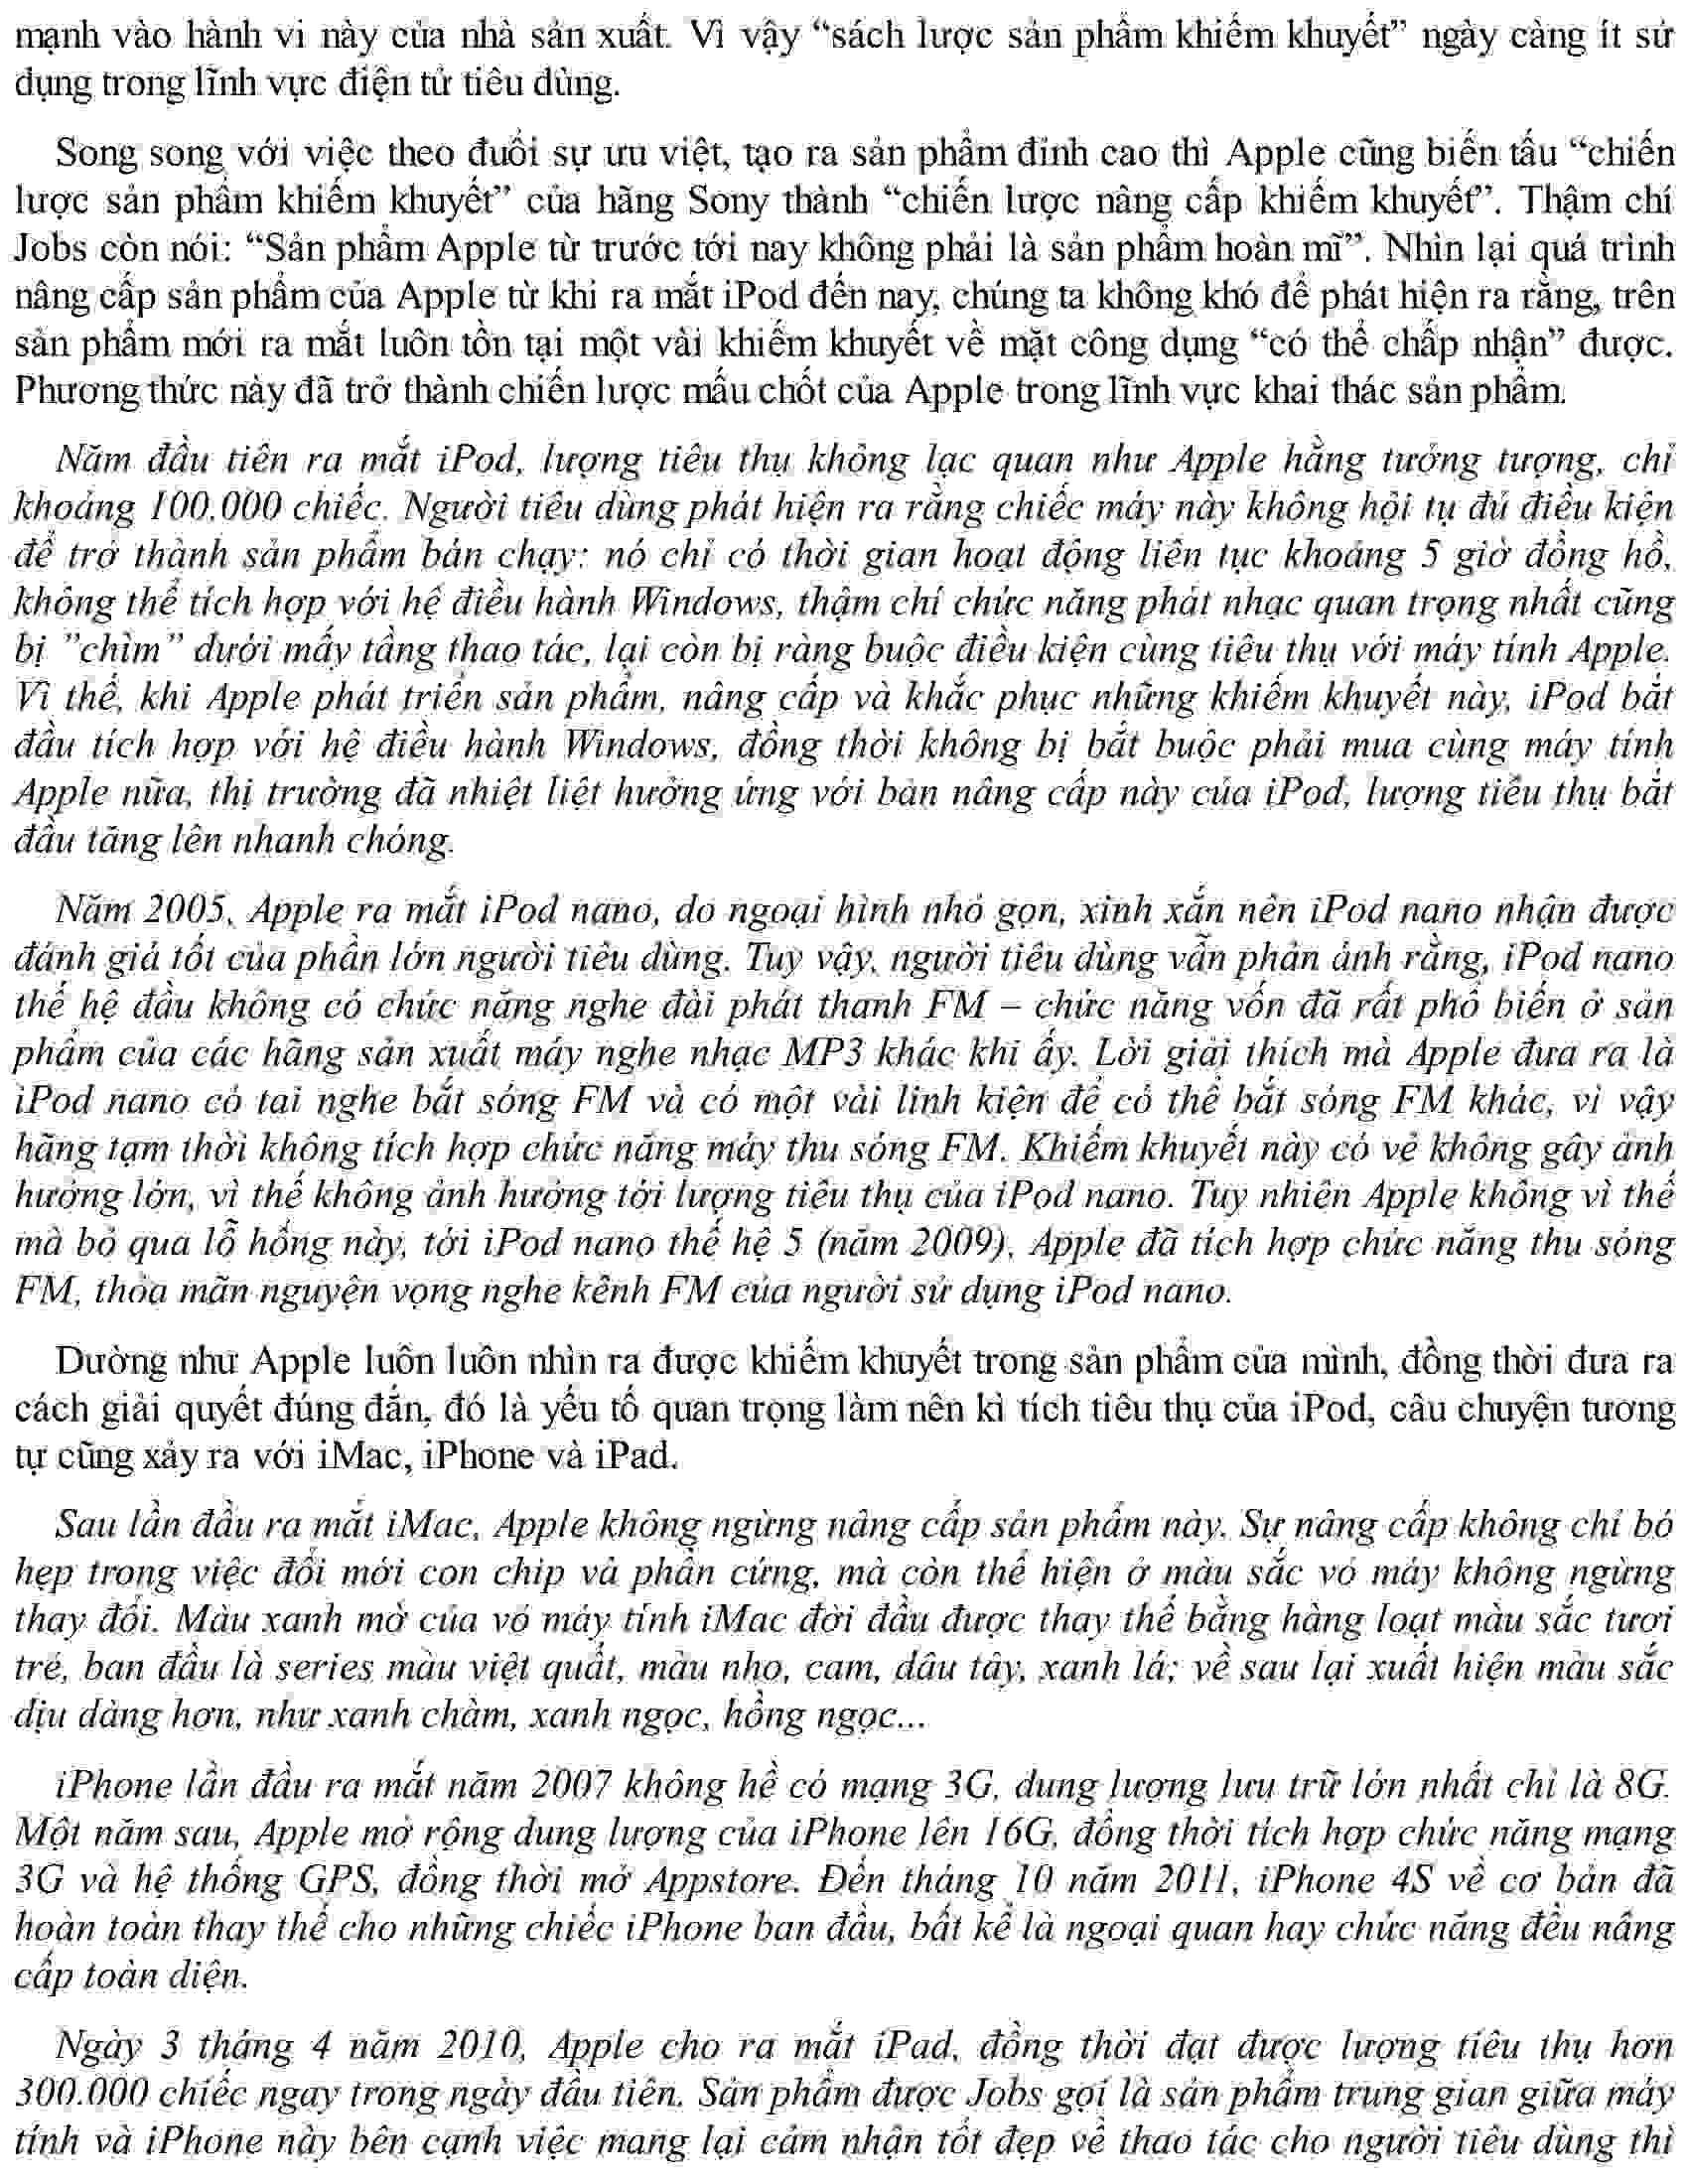 mạnh vào hành vi này của nhà sản xuất. Vì vậy “sách lược sản phẩm khiếm khuyết” ngày càng ít sử
dụng trong lĩnh vực điện tử tiêu dùng.
Song song với việc theo đuổi sự ưu việt, tạo ra sản phẩm đỉnh cao thì Apple cũng biến tấu “chiến
lược sản phẩm khiếm khuyết” của hãng Sony thành “chiến lược nâng cấp khiếm khuyết”. Thậm chí
Jobs còn nói: “Sản phẩm Apple từ trước tới nay không phải là sản phẩm hoàn mĩ”. Nhìn lại quá trình
nâng cấp sản phẩm của Apple từ khi ra mắt iPod đến nay, chúng ta không khó để phát hiện ra rằng, trên
sản phẩm mới ra mắt luôn tồn tại một vài khiếm khuyết về mặt công dụng “có thể chấp nhận” được.
Phương thức này đã trở thành chiến lược mấu chốt của Apple trong lĩnh vực khai thác sản phẩm.
Năm đầu tiên ra mắt iPod, lượng tiêu thụ không lạc quan như Apple hằng tưởng tượng, chỉ
khoảng 100.000 chiếc. Người tiêu dùng phát hiện ra rằng chiếc máy này không hội tụ đủ điều kiện
để trở thành sản phẩm bán chạy: nó chỉ có thời gian hoạt động liên tục khoảng 5 giờ đồng hồ,
không thể tích hợp với hệ điều hành Windows, thậm chí chức năng phát nhạc quan trọng nhất cũng
bị ”chìm” dưới mấy tầng thao tác, lại còn bị ràng buộc điều kiện cùng tiêu thụ với máy tính Apple.
Vì thế, khi Apple phát triển sản phẩm, nâng cấp và khắc phục những khiếm khuyết này, iPod bắt
đầu tích hợp với hệ điều hành Windows, đồng thời không bị bắt buộc phải mua cùng máy tính
Apple nữa, thị trường đã nhiệt liệt hưởng ứng với bản nâng cấp này của iPod, lượng tiêu thụ bắt
đầu tăng lên nhanh chóng.
Năm 2005, Apple ra mắt iPod nano, do ngoại hình nhỏ gọn, xinh xắn nên iPod nano nhận được
đánh giá tốt của phần lớn người tiêu dùng. Tuy vậy, người tiêu dùng vẫn phản ánh rằng, iPod nano
thế hệ đầu không có chức năng nghe đài phát thanh FM – chức năng vốn đã rất phổ biến ở sản
phẩm của các hãng sản xuất máy nghe nhạc MP3 khác khi ấy. Lời giải thích mà Apple đưa ra là
iPod nano có tai nghe bắt sóng FM và có một vài linh kiện để có thể bắt sóng FM khác, vì vậy
hãng tạm thời không tích hợp chức năng máy thu sóng FM. Khiếm khuyết này có vẻ không gây ảnh
hưởng lớn, vì thế không ảnh hưởng tới lượng tiêu thụ của iPod nano. Tuy nhiên Apple không vì thế
mà bỏ qua lỗ hổng này, tới iPod nano thế hệ 5 (năm 2009), Apple đã tích hợp chức năng thu sóng
FM, thỏa mãn nguyện vọng nghe kênh FM của người sử dụng iPod nano.
Dường như Apple luôn luôn nhìn ra được khiếm khuyết trong sản phẩm của mình, đồng thời đưa ra
cách giải quyết đúng đắn, đó là yếu tố quan trọng làm nên kì tích tiêu thụ của iPod, câu chuyện tương
tự cũng xảy ra với iMac, iPhone và iPad.
Sau lần đầu ra mắt iMac, Apple không ngừng nâng cấp sản phẩm này. Sự nâng cấp không chỉ bó
hẹp trong việc đổi mới con chip và phần cứng, mà còn thể hiện ở màu sắc vỏ máy không ngừng
thay đổi. Màu xanh mờ của vỏ máy tính iMac đời đầu được thay thế bằng hàng loạt màu sắc tươi
trẻ, ban đầu là series màu việt quất, màu nho, cam, dâu tây, xanh lá; về sau lại xuất hiện màu sắc
dịu dàng hơn, như xanh chàm, xanh ngọc, hồng ngọc...
iPhone lần đầu ra mắt năm 2007 không hề có mạng 3G, dung lượng lưu trữ lớn nhất chỉ là 8G.
Một năm sau, Apple mở rộng dung lượng của iPhone lên 16G, đồng thời tích hợp chức năng mạng
3G và hệ thống GPS, đồng thời mở Appstore. Đến tháng 10 năm 2011, iPhone 4S về cơ bản đã
hoàn toàn thay thế cho những chiếc iPhone ban đầu, bất kể là ngoại quan hay chức năng đều nâng
cấp toàn diện.
Ngày 3 tháng 4 năm 2010, Apple cho ra mắt iPad, đồng thời đạt được lượng tiêu thụ hơn
300.000 chiếc ngay trong ngày đầu tiên. Sản phẩm được Jobs gọi là sản phẩm trung gian giữa máy
tính và iPhone này bên cạnh việc mang lại cảm nhận tốt đẹp về thao tác cho người tiêu dùng thì